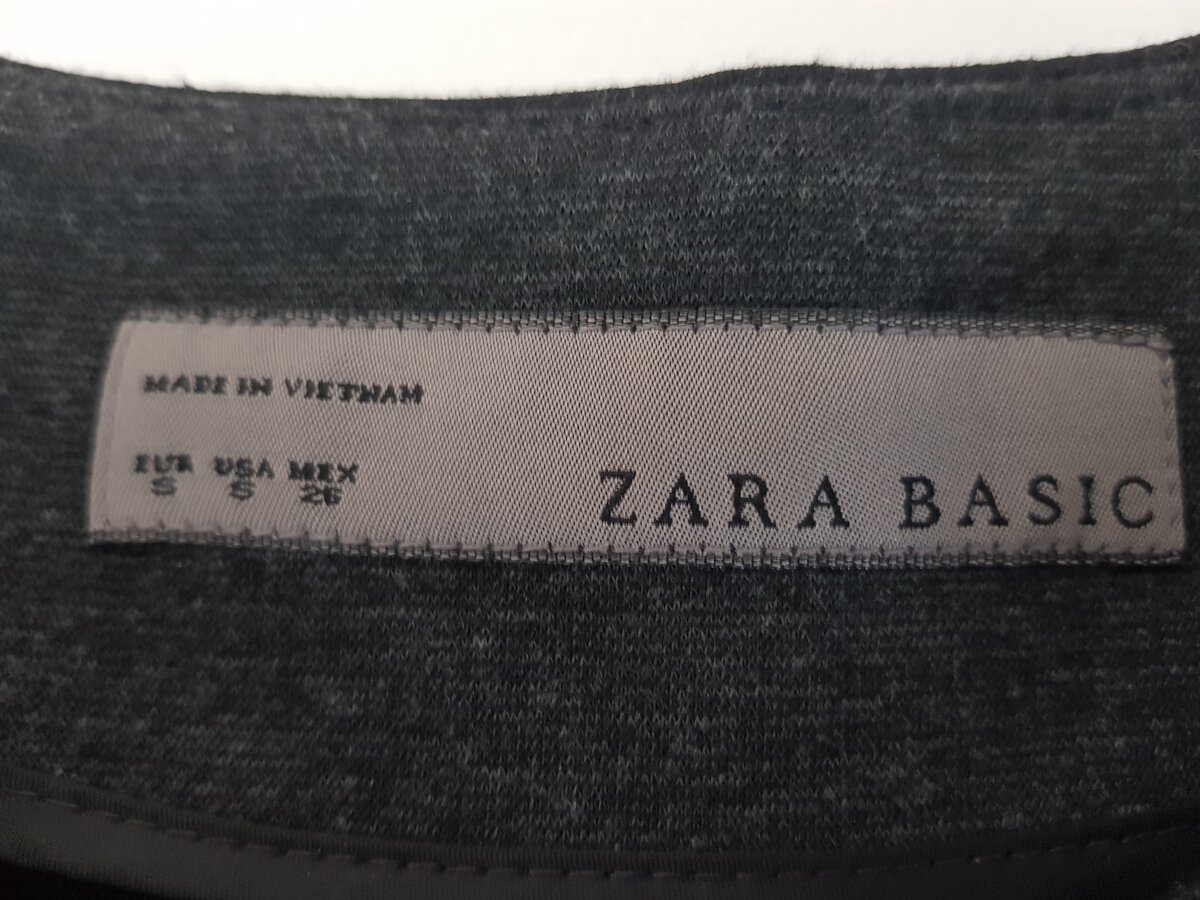 MADE IN VIETNAM
EUR USA MEX
S S 26
ZARA BASIC